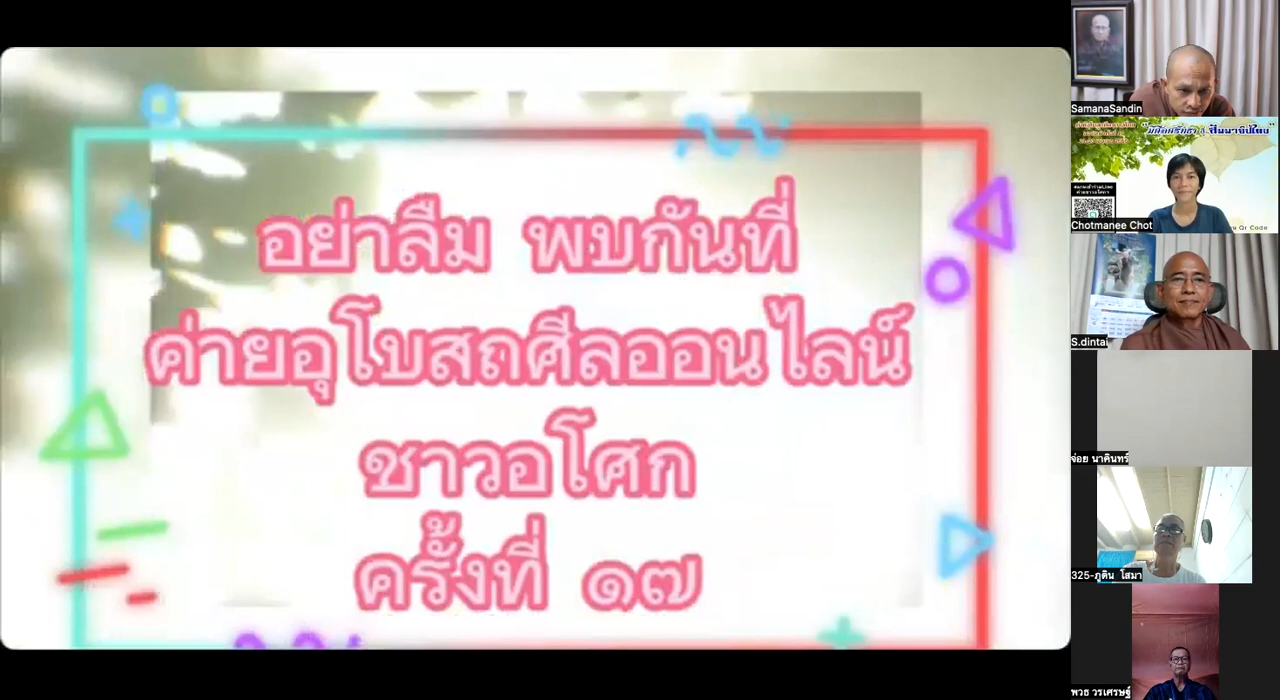 อย่าลืม พบกันที่
ค่ายอุโบสถศีลออนไลน์
ชาวอโศก
ครั้งที่ ๑๗
SamanaSandin
Chotmanee Chot
Qr Code
S.dintai
จ๋อย นาคินทร์
325-ภูดิน โสมา
พวธ วรเศรษฐ์